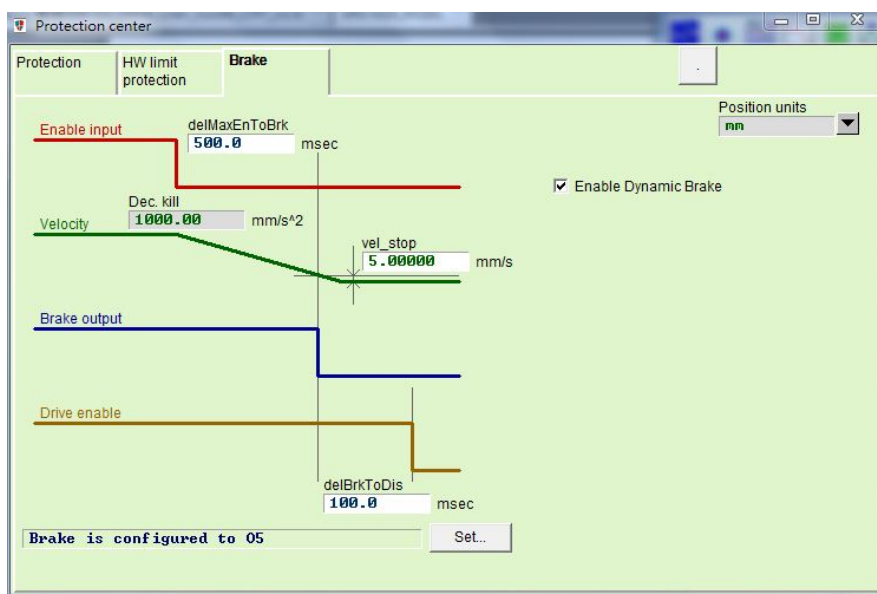 Protection center
Protection
HW limit
protection
Brake
.
Position units
mm
Enable input
delMaxEnToBrk
500.0 msec
Enable Dynamic Brake
Dec. kill
Velocity 1000.00 mm/s^2
vel_stop
5.00000 mm/s
Brake output
Drive enable
delBrkToDis
100.0 msec
Brake is configured to O5 Set...